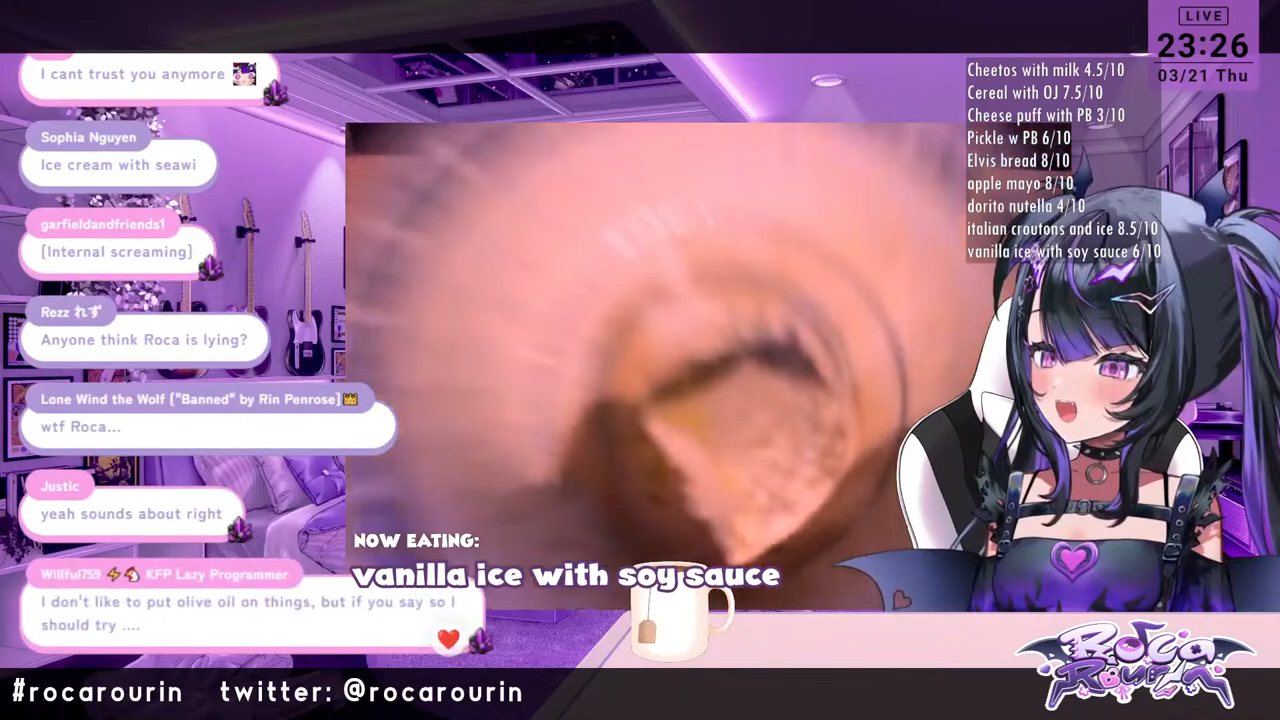 LIVE
23:26
03/21 Thu
Cheetos with milk 4.5/10
Cereal with OJ 7.5/10
Cheese puff with PB 3/10
Pickle w PB 6/10
Elvis bread 8/10
apple mayo 8/10
dorito nutella 4/10
italian croutons and ice 8.5/10
vanilla ice with soy sauce 6/10
I cant trust you anymore
Sophia Nguyen
Ice cream with seawi
garfieldandfriends1
[Internal screaming]
Rezz れず
Anyone think Roca is lying?
Lone Wind the Wolf ["Banned" by Rin Penrose]
wtf Roca...
Justic
yeah sounds about right
Willful759 ⚡🐴 KFP Lazy Programmer
I don't like to put olive oil on things, but if you say so I
should try ....
NOW EATING:
vanilla ice with soy sauce
Roca
Rourin
#rocarourin twitter: @rocarourin